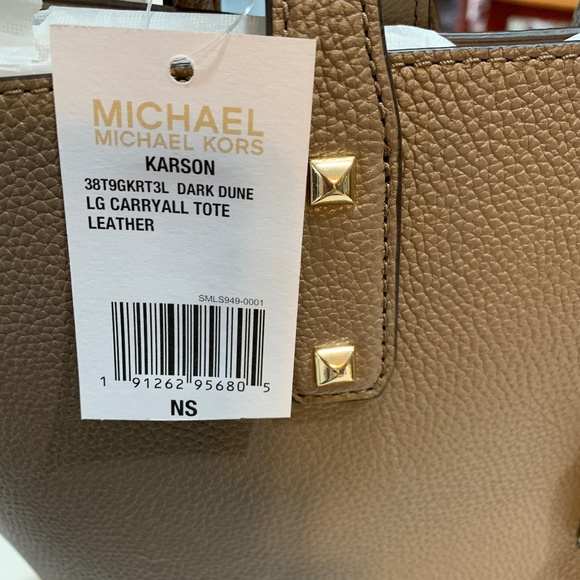 MICHAEL
MICHAEL KORS
KARSON
38T9GKRT3L DARK DUNE
LG CARRYALL TOTE
LEATHER
SMLS949-0001
1 91262 95680 5
NS